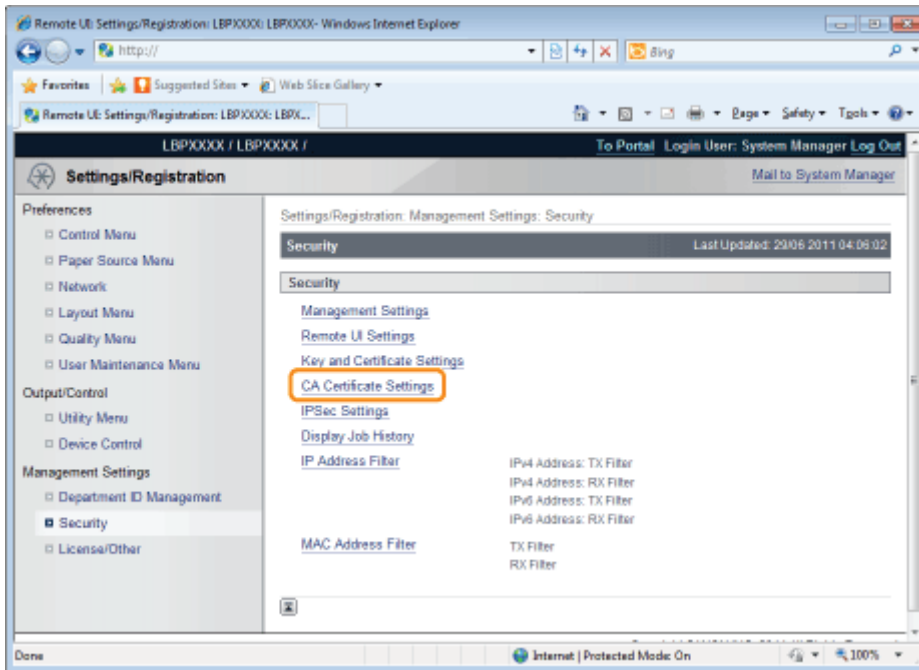 Remote UI: Settings/Registration: LBPXXXX: LBPXXXX- Windows Internet Explorer
http://
Bing
Favorites Suggested Sites Web Slice Gallery
Remote UI: Settings/Registration: LBPXXXX: LBPX... Page Safety Tools
LBPXXXX / LBPXXXX / To Portal Login User: System Manager Log Out
Settings/Registration Mail to System Manager
Preferences
Control Menu
Paper Source Menu
Network
Layout Menu
Quality Menu
User Maintenance Menu
Output/Control
Utility Menu
Device Control
Management Settings
Department ID Management
Security
License/Other
Settings/Registration: Management Settings: Security
Security Last Updated: 29/06 2011 04:06:02
Security
Management Settings
Remote UI Settings
Key and Certificate Settings
CA Certificate Settings
IPSec Settings
Display Job History
IP Address Filter IPv4 Address: TX Filter
IPv4 Address: RX Filter
IPv6 Address: TX Filter
IPv6 Address: RX Filter
MAC Address Filter TX Filter
RX Filter
Done Internet | Protected Mode: On 100%